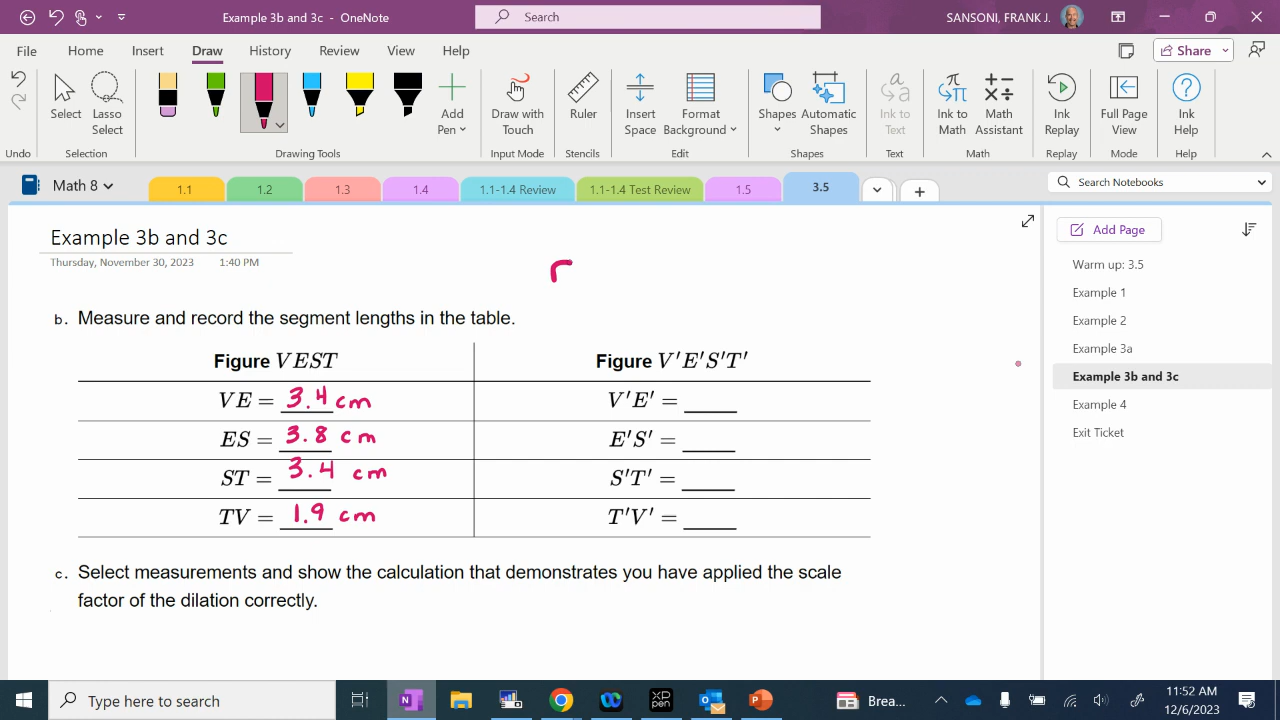 Example 3b and 3c - OneNote
Search
SANSONI, FRANK J.
File Home Insert Draw History Review View Help
Share
Select
Lasso Select
Add Pen
Draw with Touch
Ruler
Insert Space
Format Background
Shapes
Automatic Shapes
Ink to Text
Ink to Math
Math Assistant
Ink Replay
Full Page View
Ink Help
Undo Selection Drawing Tools Input Mode Stencils Edit Shapes Text Math Replay Mode Help
Math 8
1.1 1.2 1.3 1.4 1.1-1.4 Review 1.1-1.4 Test Review 1.5 3.5
Search Notebooks
Example 3b and 3c
Thursday, November 30, 2023 1:40 PM
Add Page
Warm up: 3.5
Example 1
Example 2
Example 3a
Example 3b and 3c
Example 4
Exit Ticket
r
b. Measure and record the segment lengths in the table.
Figure VEST Figure V'E'S'T'
VE = 3.4 cm V'E' = ____
ES = 3.8 cm E'S' = ____
ST = 3.4 cm S'T' = ____
TV = 1.9 cm T'V' = ____
c. Select measurements and show the calculation that demonstrates you have applied the scale
factor of the dilation correctly.
Type here to search
Brea...
11:52 AM
12/6/2023